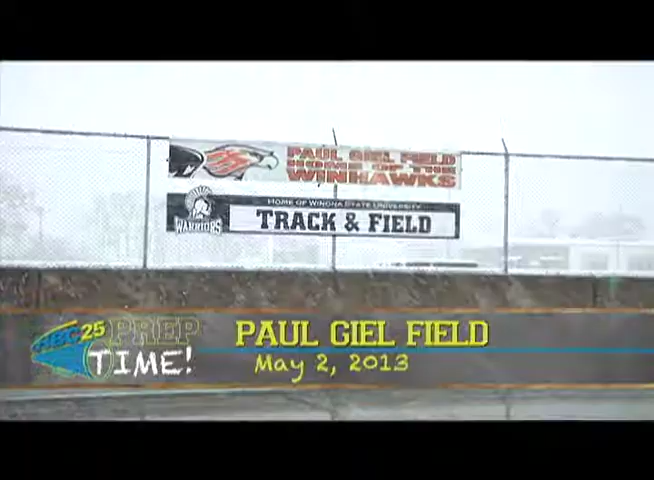 PAUL GIEL FIELD
HOME OF THE
WINHAWKS
HOME OF WINONA STATE UNIVERSITY
TRACK & FIELD
WARRIORS
ABC 25 PREP
TIME!
PAUL GIEL FIELD
May 2, 2013